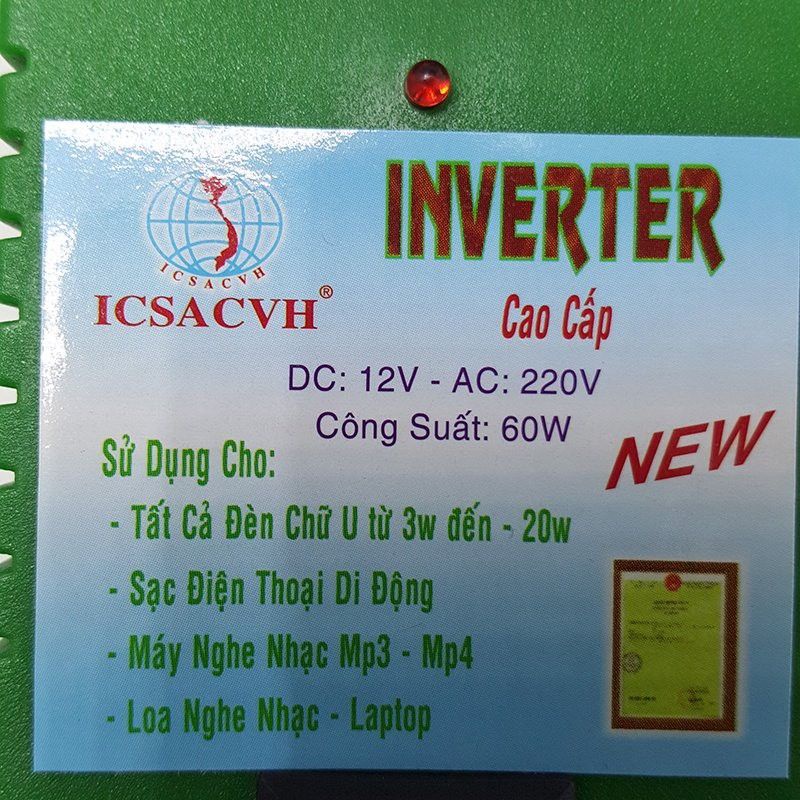 INVERTER
ICSACVH
ICSACVH®
Cao Cấp
DC: 12V - AC: 220V
Công Suất: 60W
NEW
Sử Dụng Cho:
- Tất Cả Đèn Chữ U từ 3w đến - 20w
- Sạc Điện Thoại Di Động
- Máy Nghe Nhạc Mp3 - Mp4
- Loa Nghe Nhạc - Laptop